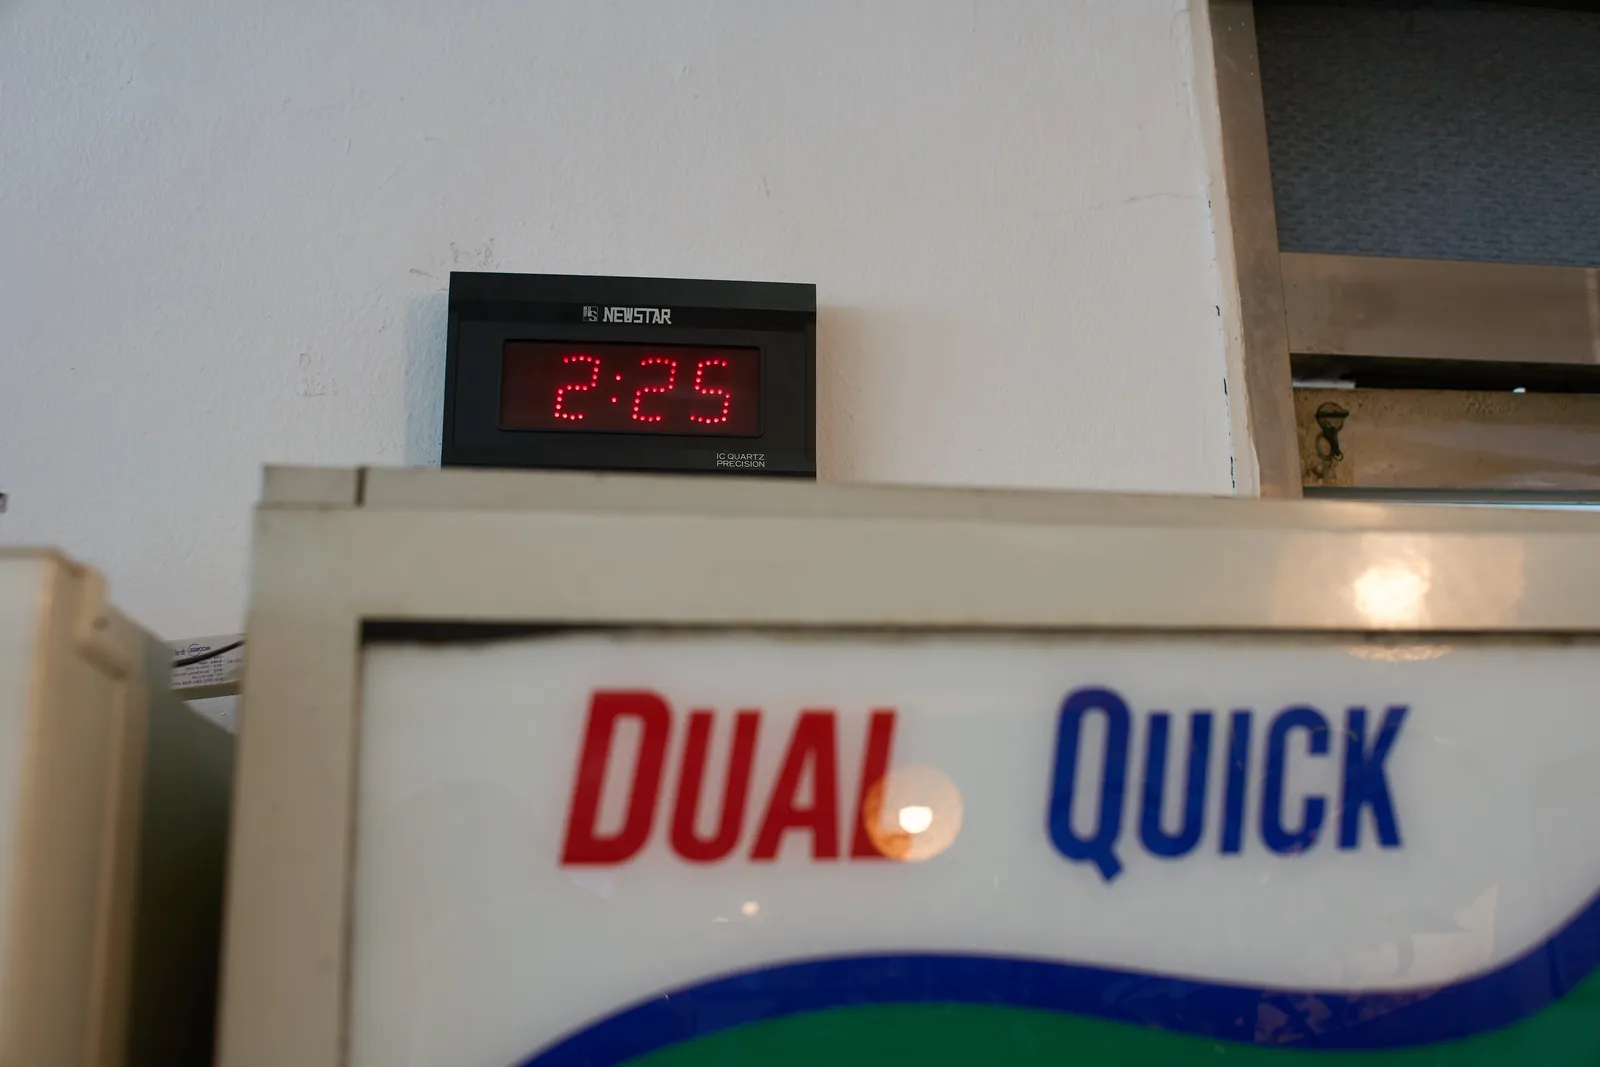 NEWSTAR
2:25
IC QUARTZ
PRECISION
DUAL QUICK